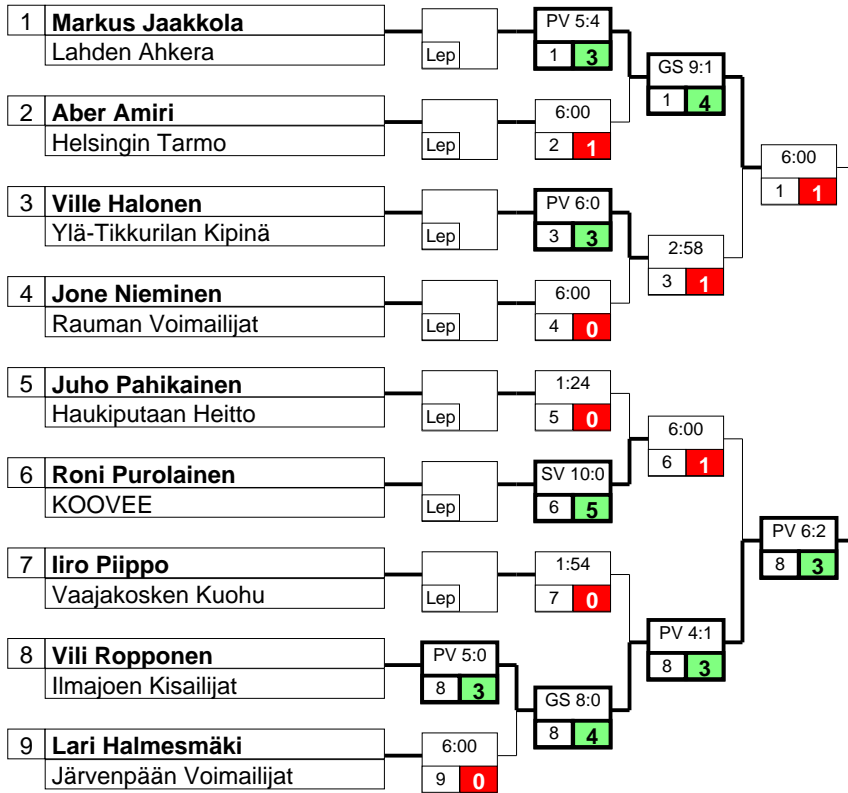 1 Markus Jaakkola
Lahden Ahkera
Lep
PV 5:4
1 3
GS 9:1
1 4
2 Aber Amiri
Helsingin Tarmo
Lep
6:00
2 1
6:00
1 1
3 Ville Halonen
Ylä-Tikkurilan Kipinä
Lep
PV 6:0
3 3
2:58
3 1
4 Jone Nieminen
Rauman Voimailijat
Lep
6:00
4 0
5 Juho Pahikainen
Haukiputaan Heitto
Lep
1:24
5 0
6:00
6 1
6 Roni Purolainen
KOOVEE
Lep
SV 10:0
6 5
PV 6:2
8 3
7 Iiro Piippo
Vaajakosken Kuohu
Lep
1:54
7 0
PV 4:1
8 3
8 Vili Ropponen
Ilmajoen Kisailijat
PV 5:0
8 3
GS 8:0
8 4
9 Lari Halmesmäki
Järvenpään Voimailijat
6:00
9 0